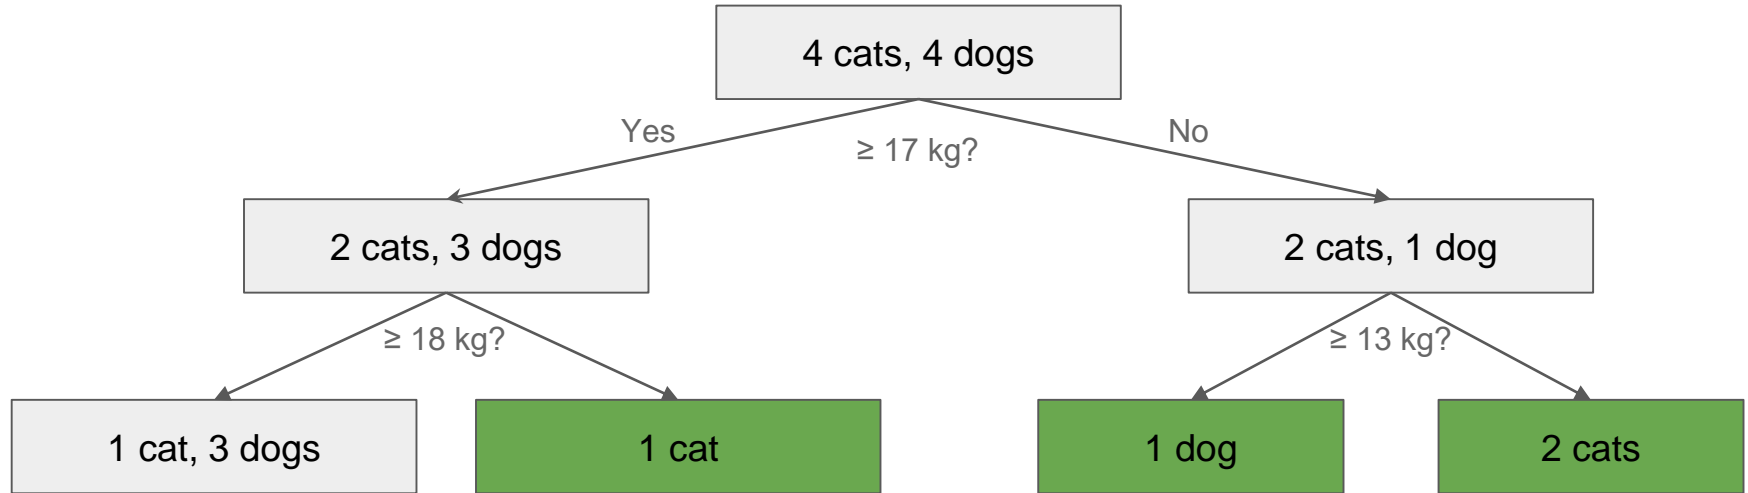 4 cats, 4 dogs
Yes
No
≥ 17 kg?
2 cats, 3 dogs
2 cats, 1 dog
≥ 18 kg?
≥ 13 kg?
1 cat, 3 dogs
1 cat
1 dog
2 cats